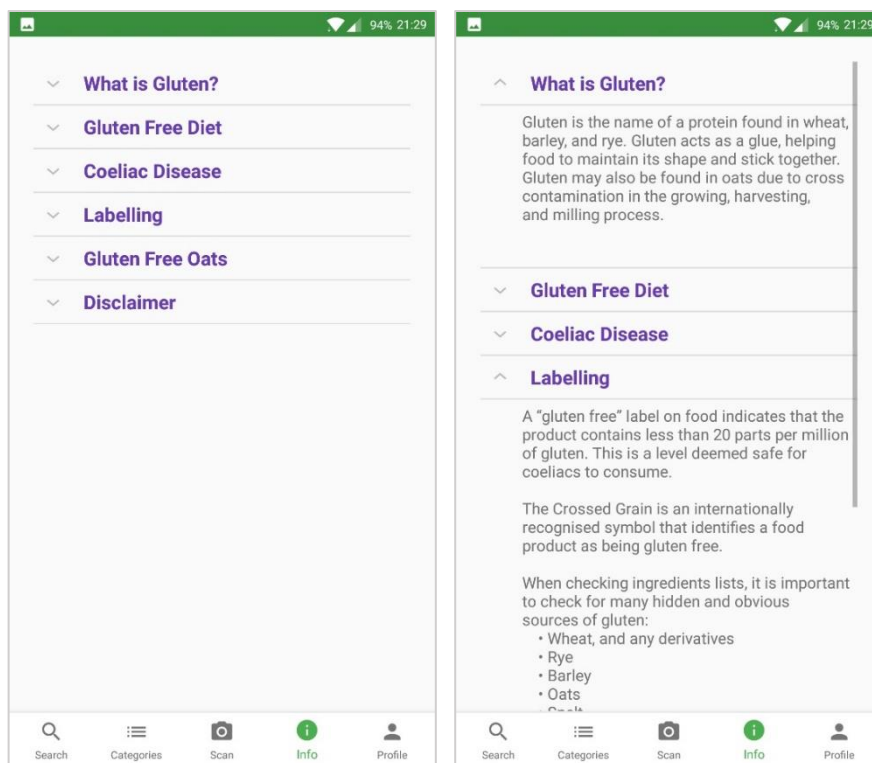 94% 21:29
What is Gluten?
Gluten Free Diet
Coeliac Disease
Labelling
Gluten Free Oats
Disclaimer
Search Categories Scan Info Profile
94% 21:29
What is Gluten?
Gluten is the name of a protein found in wheat,
barley, and rye. Gluten acts as a glue, helping
food to maintain its shape and stick together.
Gluten may also be found in oats due to cross
contamination in the growing, harvesting,
and milling process.
Gluten Free Diet
Coeliac Disease
Labelling
A “gluten free” label on food indicates that the
product contains less than 20 parts per million
of gluten. This is a level deemed safe for
coeliacs to consume.
The Crossed Grain is an internationally
recognised symbol that identifies a food
product as being gluten free.
When checking ingredients lists, it is important
to check for many hidden and obvious
sources of gluten:
• Wheat, and any derivatives
• Rye
• Barley
• Oats
Search Categories Scan Info Profile